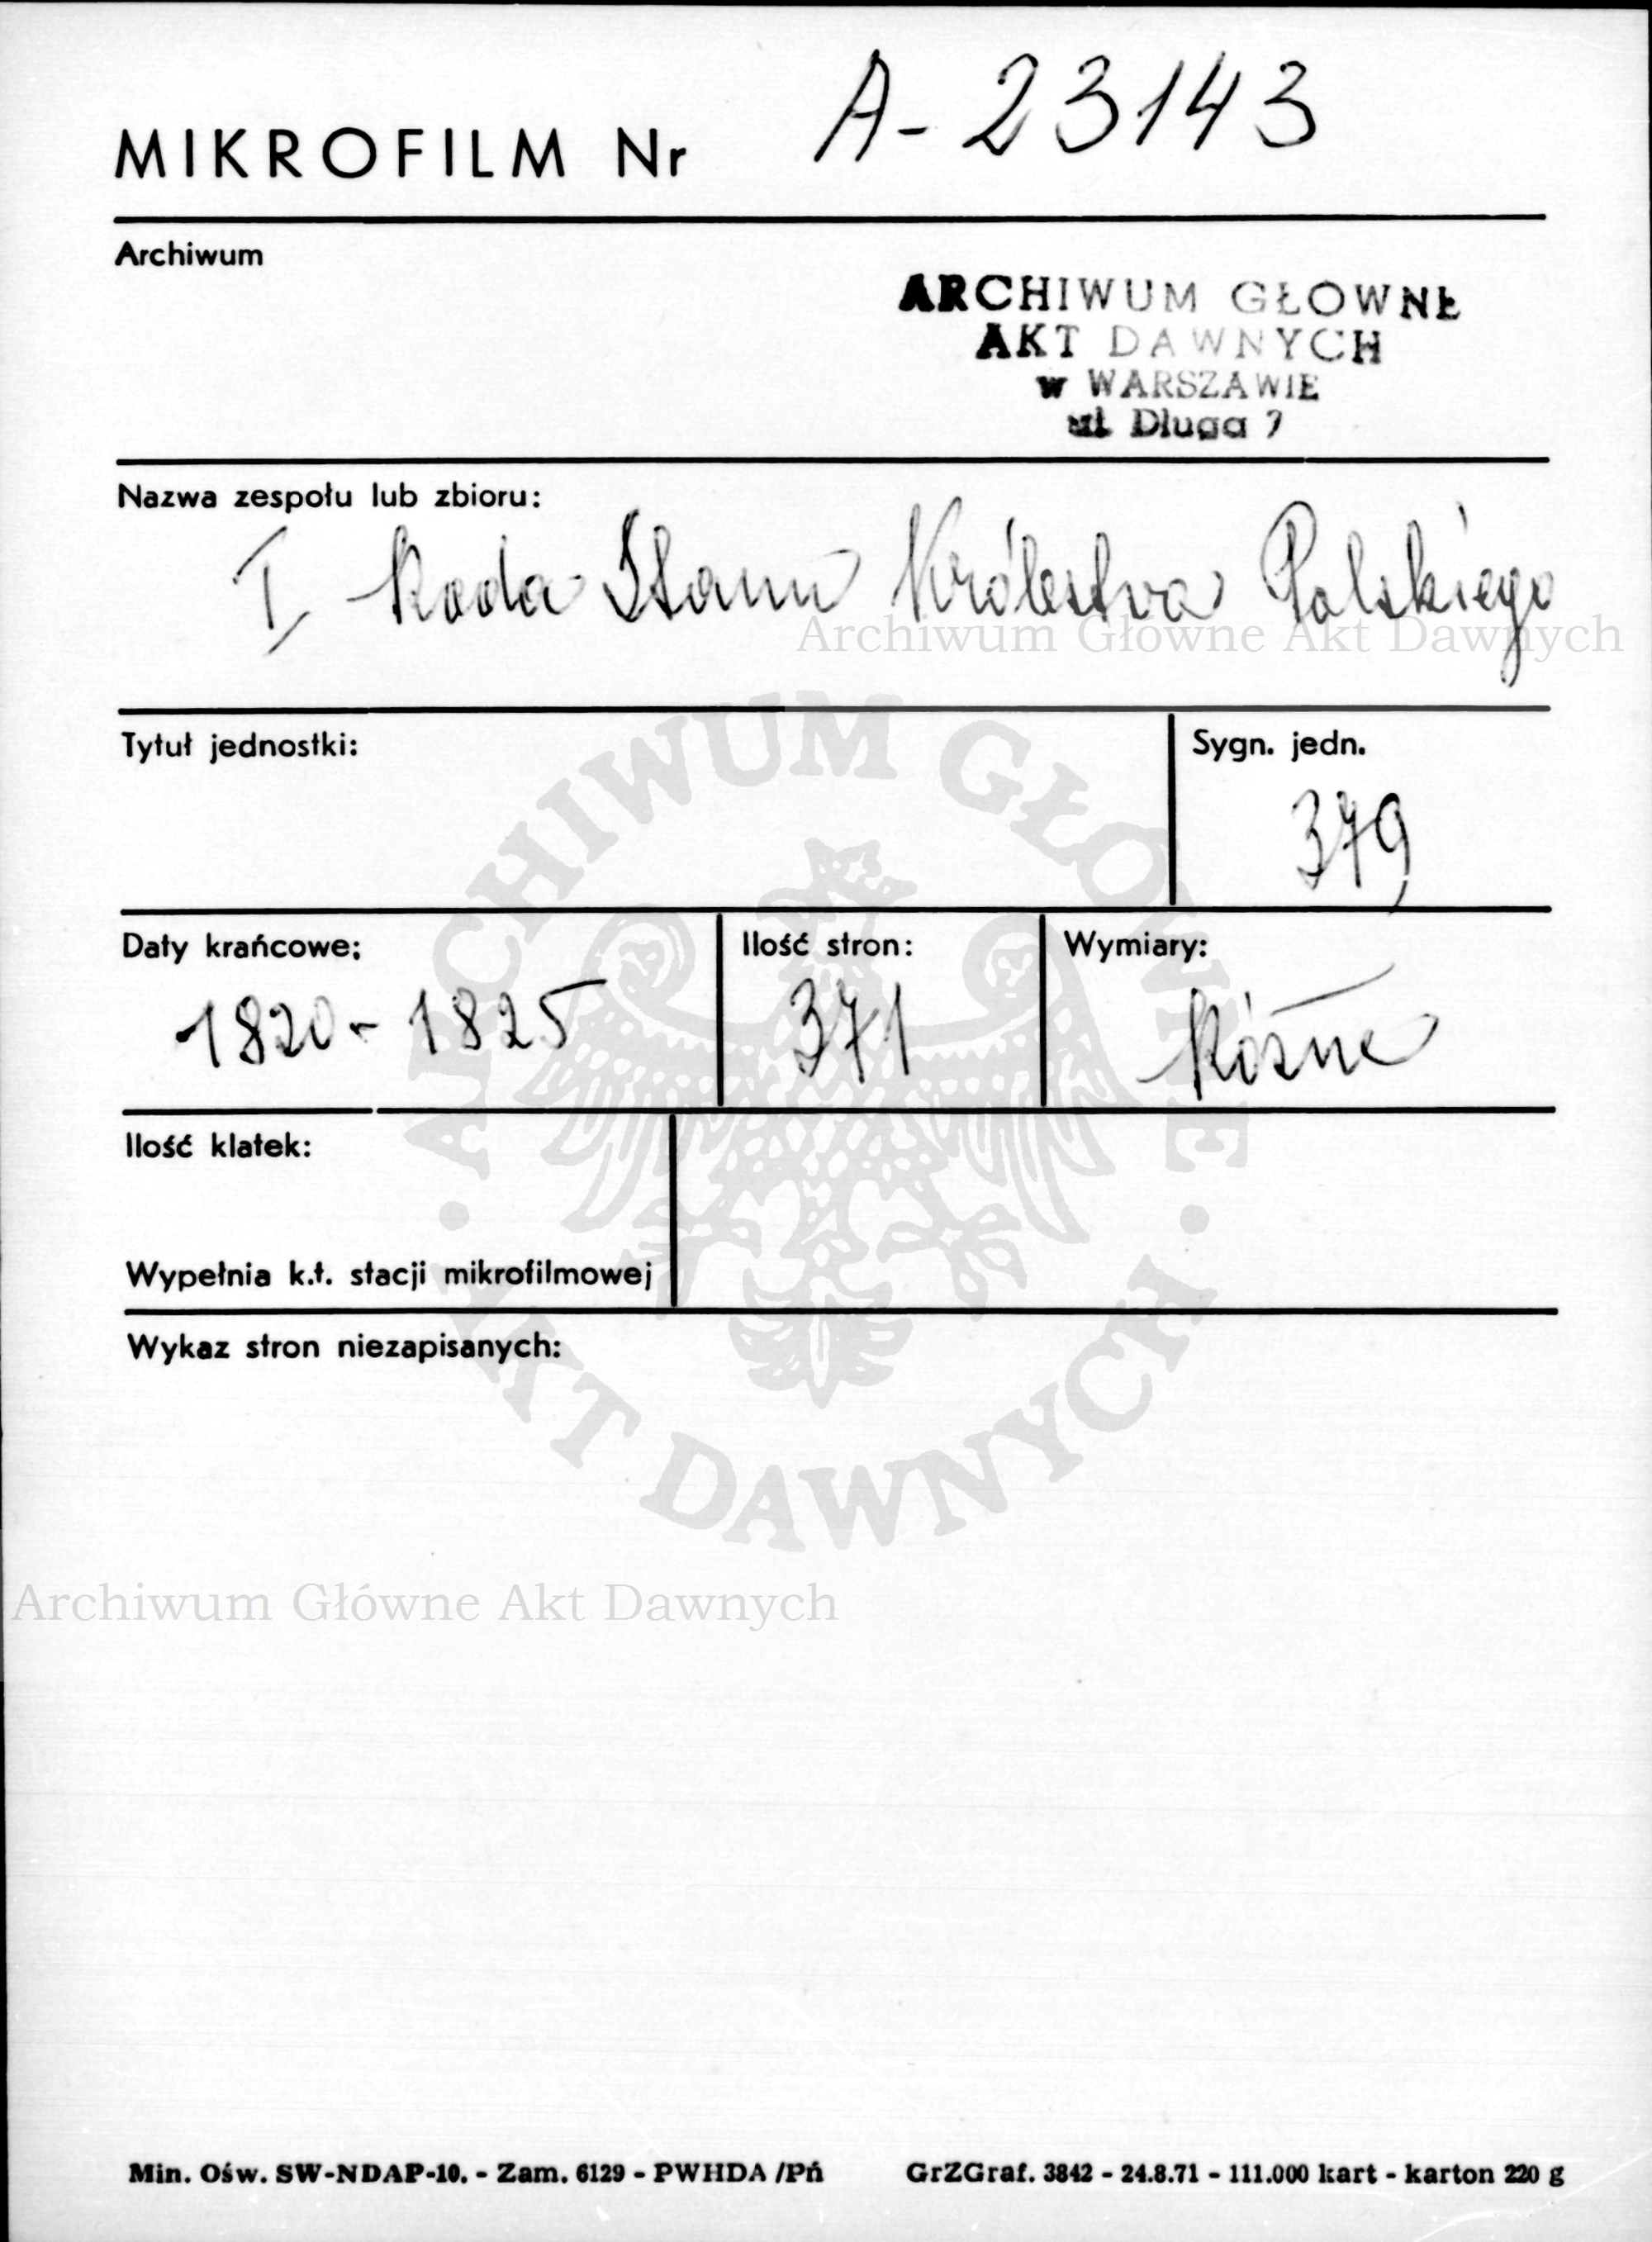 MIKROFILM Nr A-23143
Archiwum
ARCHIWUM GŁOWNE
AKT DAWNYCH
w WARSZAWIE
ul. Długa 7
Nazwa zespołu lub zbioru:
I Rada Stanu Królestwa Polskiego
Archiwum Główne Akt Dawnych
Tytuł jednostki:
Sygn. jedn.
379
Daty krańcowe:
1820-1825
Ilość stron:
371
Wymiary:
Różne
Ilość klatek:
Wypełnia k.t. stacji mikrofilmowej
Wykaz stron niezapisanych:
ARCHIWUM GŁÓWNE
AKT DAWNYCH
Archiwum Główne Akt Dawnych
Min. Ośw. SW-NDAP-10. - Zam. 6129 - PWHDA /Pń GrZGraf. 3842 - 24.8.71 - 111.000 kart - karton 220 g